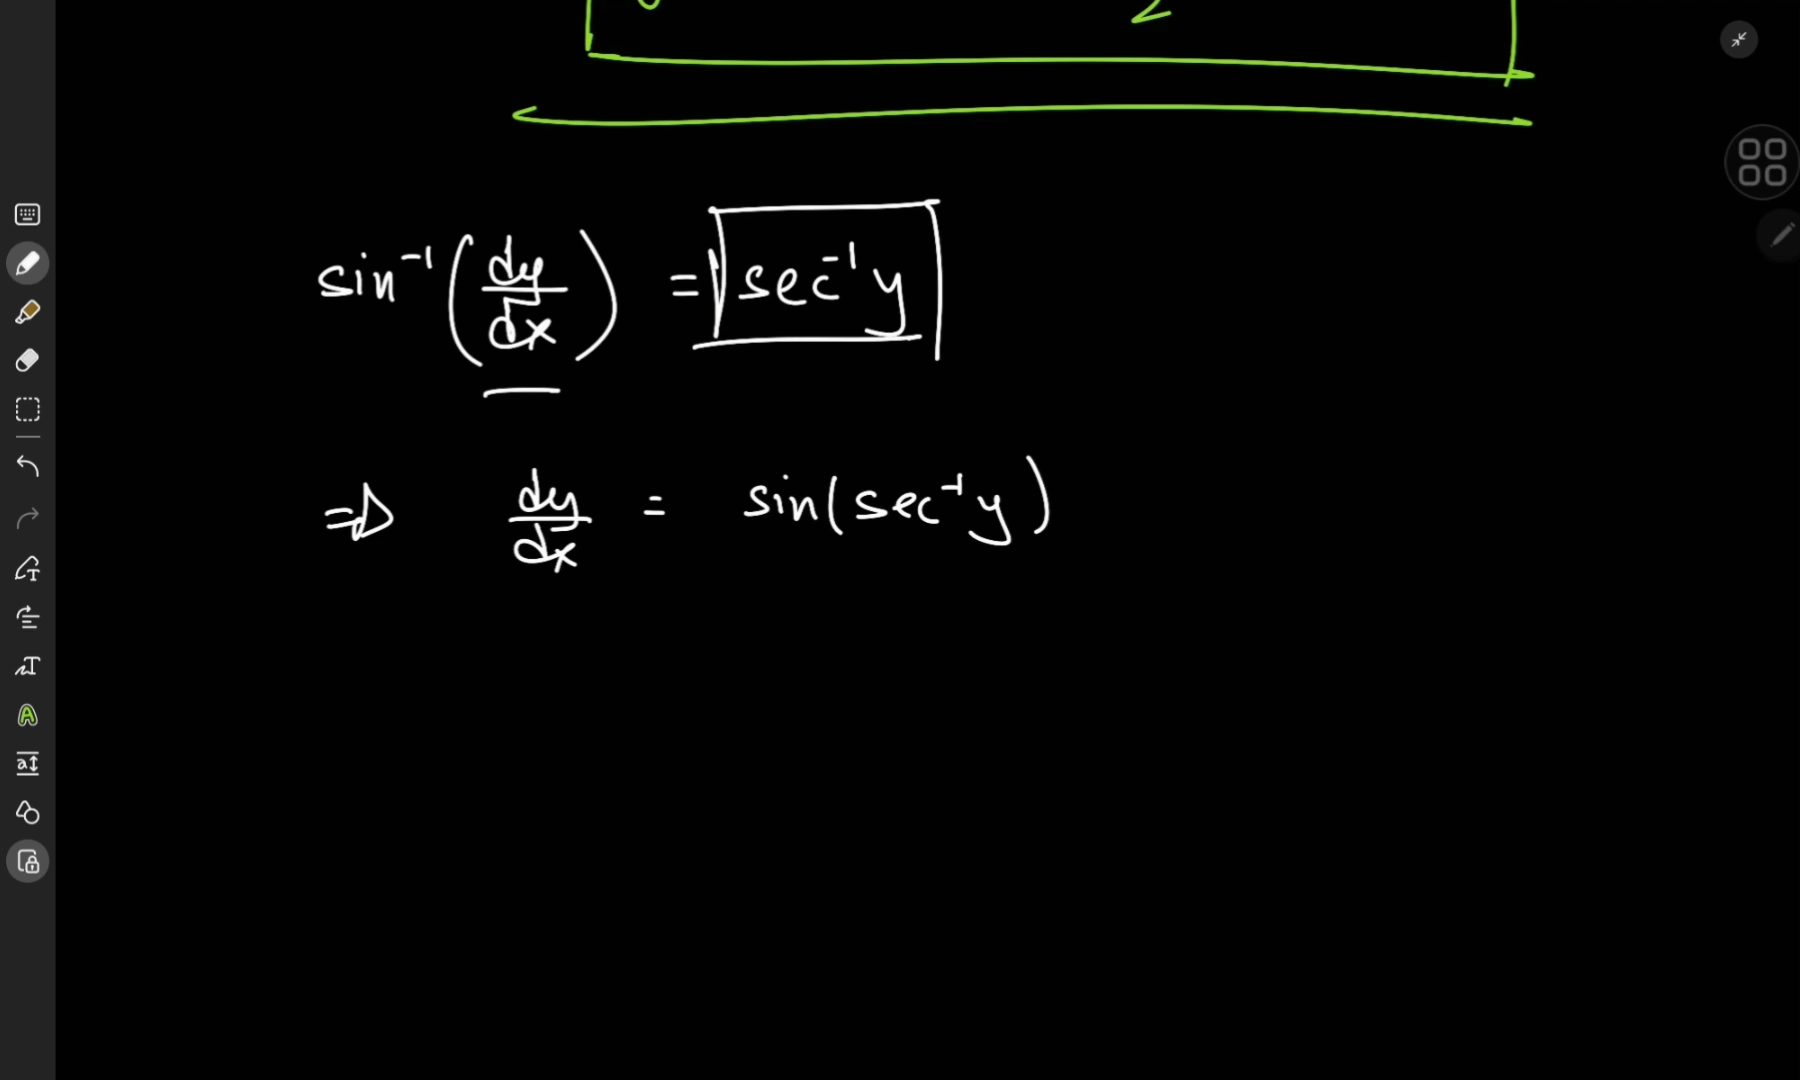 sin⁻¹(dy/dx) = sec⁻¹y
⇒ dy/dx = sin(sec⁻¹y)